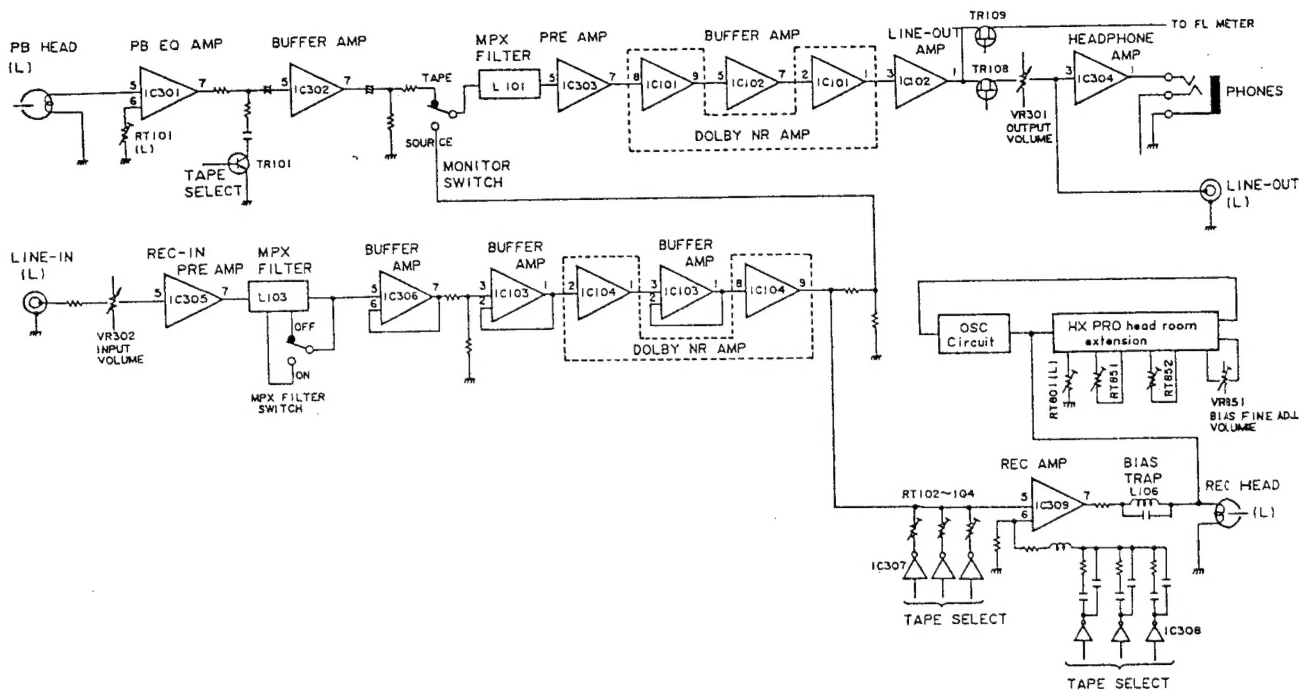 TR109
TO FL METER
PB HEAD
(L)
PB EQ AMP
5
6
IC301
7
RT101
(L)
TAPE
SELECT
TR101
BUFFER AMP
5
IC302
7
TAPE
SOURCE
MONITOR
SWITCH
MPX
FILTER
L101
PRE AMP
5
IC303
7
BUFFER AMP
8
IC101
9
5
IC102
7
2
IC101
1
DOLBY NR AMP
LINE-OUT
AMP
3
IC102
1
TR108
VR301
OUTPUT
VOLUME
HEADPHONE
AMP
3
IC304
1
PHONES
LINE-OUT
(L)
LINE-IN
(L)
VR302
INPUT
VOLUME
REC-IN
PRE AMP
5
IC305
7
MPX
FILTER
L103
OFF
ON
MPX FILTER
SWITCH
BUFFER
AMP
5
6
IC306
7
BUFFER
AMP
3
2
IC103
1
2
IC104
1
BUFFER
AMP
3
2
IC103
1
8
IC104
9
DOLBY NR AMP
OSC
Circuit
HX PRO head room
extension
RT801(L)
RT851
RT852
VR851
BIAS FINE ADJ
VOLUME
REC AMP
RT102~104
5
6
IC309
7
BIAS
TRAP
L106
REC HEAD
(L)
IC307
TAPE SELECT
IC308
TAPE SELECT